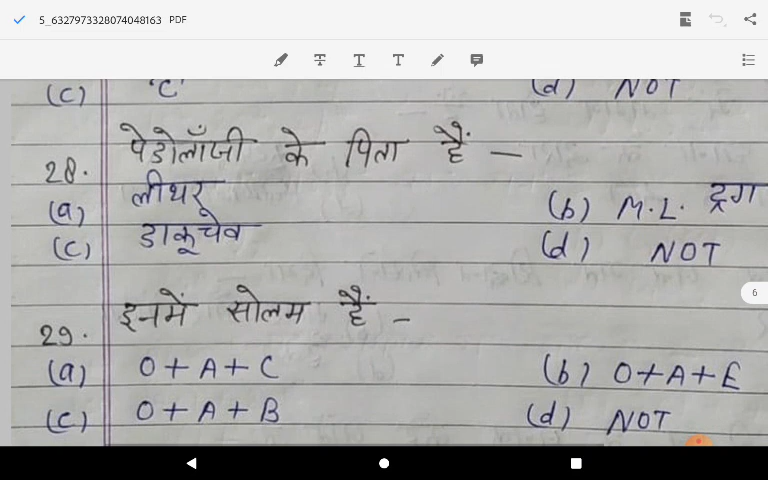 5_6327973328074048163 PDF
(c) 'C' (d) NOT
28. पेडोलॉजी के पिता हैं —
(a) लीथरू (b) M.L. द्रग
(c) डाकूचेव (d) NOT
6
29. इनमें सोलम हैं –
(a) O + A + C (b) O + A + E
(c) O + A + B (d) NOT